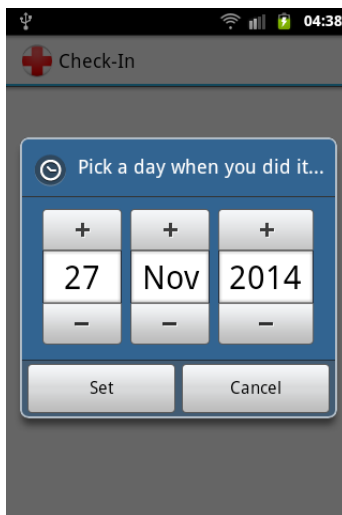 04:38
Check-In
Pick a day when you did it...
+ + +
27 Nov 2014
− − −
Set Cancel